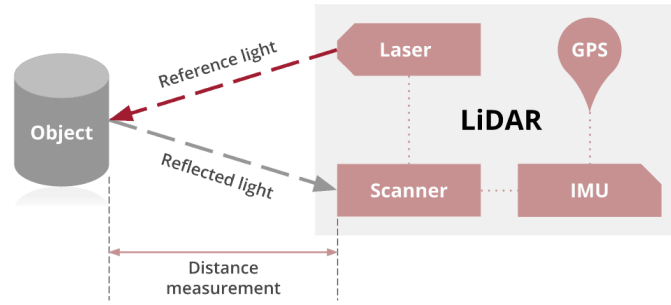 Reference light
Laser
GPS
Object
LiDAR
Reflected light
Scanner
IMU
Distance
measurement